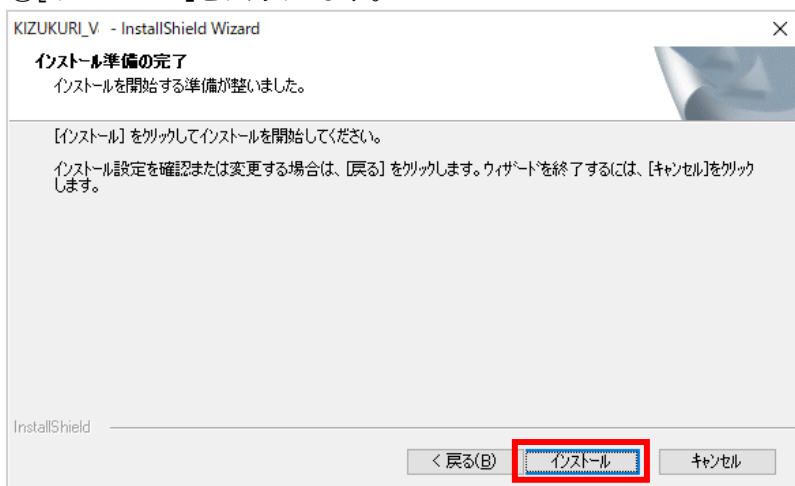 KIZUKURI_V - InstallShield Wizard
インストール準備の完了
インストールを開始する準備が整いました。
[インストール] をクリックしてインストールを開始してください。
インストール設定を確認または変更する場合は、[戻る] をクリックします。ウィザードを終了するには、[キャンセル]をクリック
します。
InstallShield
< 戻る(B)
インストール
キャンセル